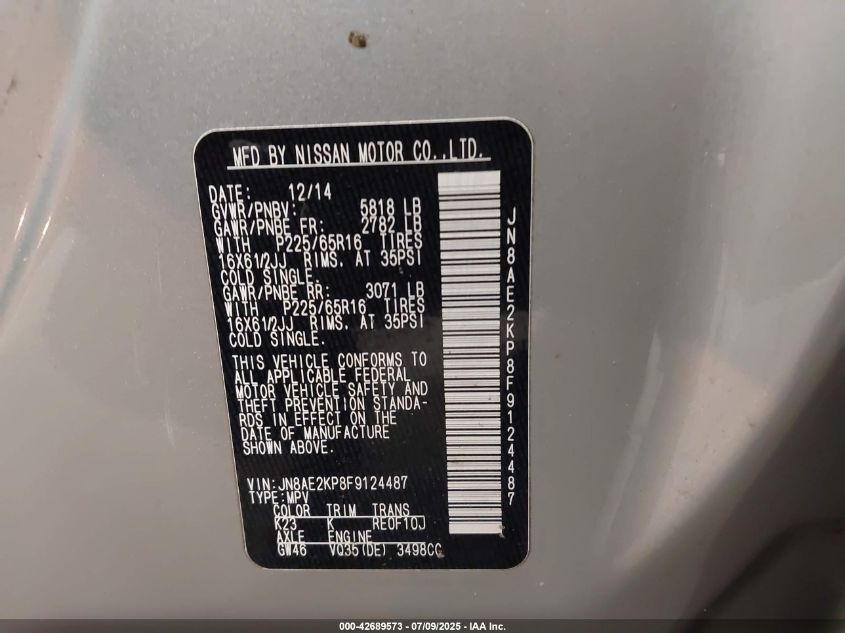 MFD BY NISSAN MOTOR CO.,LTD.
DATE: 12/14
GVWR/PNBV: 5818 LB
GAWR/PNBE FR: 2782 LB
WITH P225/65R16 TIRES
16X61/2JJ RIMS. AT 35PSI
COLD SINGLE.
GAWR/PNBE RR: 3071 LB
WITH P225/65R16 TIRES
16X61/2JJ RIMS. AT 35PSI
COLD SINGLE.
THIS VEHICLE CONFORMS TO
ALL APPLICABLE FEDERAL
MOTOR VEHICLE SAFETY AND
THEFT PREVENTION STANDA-
RDS IN EFFECT ON THE
DATE OF MANUFACTURE
SHOWN ABOVE.
VIN:JN8AE2KP8F9124487
TYPE:MPV
COLOR TRIM TRANS
K23 K RE0F10J
AXLE ENGINE
GW46 VQ35(DE) 3498CC
JN8AE2KP8F9124487
000-42689573 - 07/09/2025 - IAA Inc.